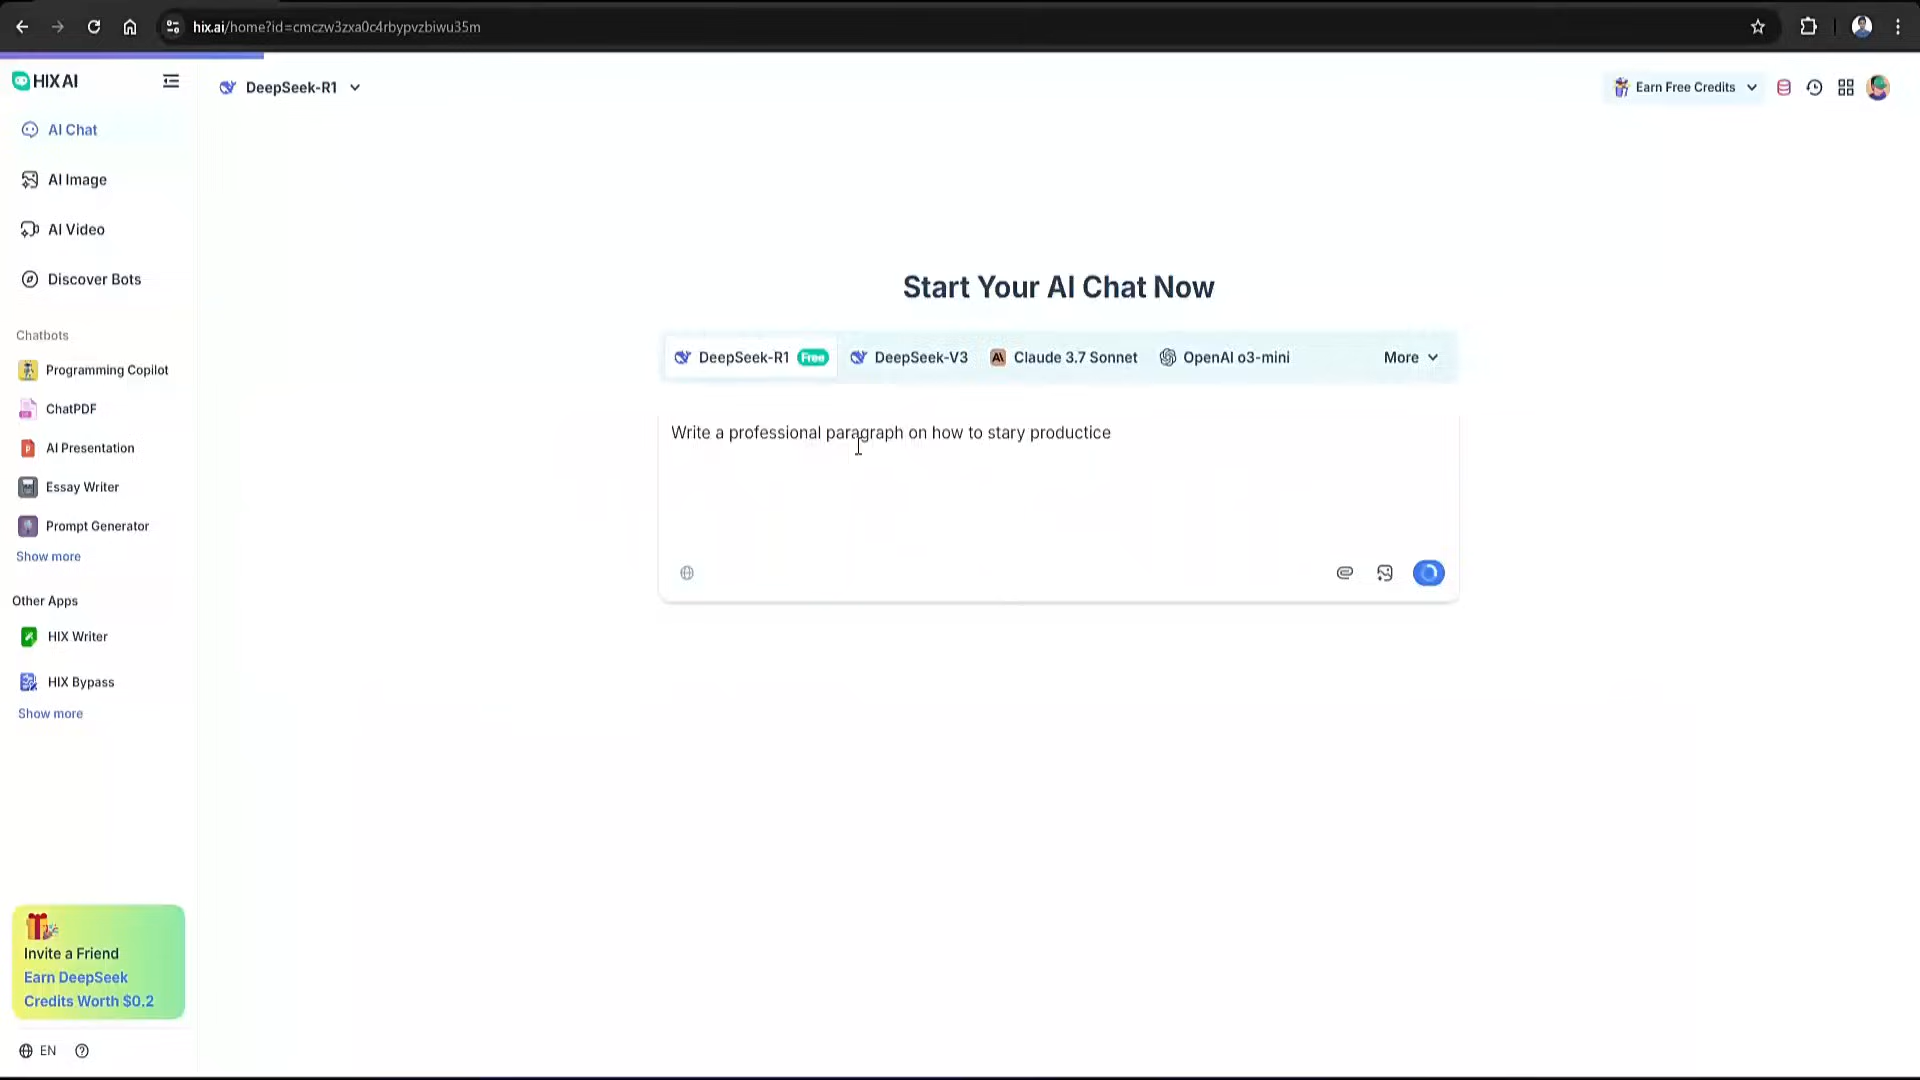 hix.ai/home?id=cmczw3zxa0c4rbypvzbiwu35m
HIX AI
DeepSeek-R1
Earn Free Credits
AI Chat
AI Image
AI Video
Discover Bots
Chatbots
Programming Copilot
ChatPDF
AI Presentation
Essay Writer
Prompt Generator
Show more
Other Apps
HIX Writer
HIX Bypass
Show more
Invite a Friend
Earn DeepSeek
Credits Worth $0.2
EN
Start Your AI Chat Now
DeepSeek-R1 Free DeepSeek-V3 Claude 3.7 Sonnet OpenAI o3-mini More
Write a professional paragraph on how to stary productice